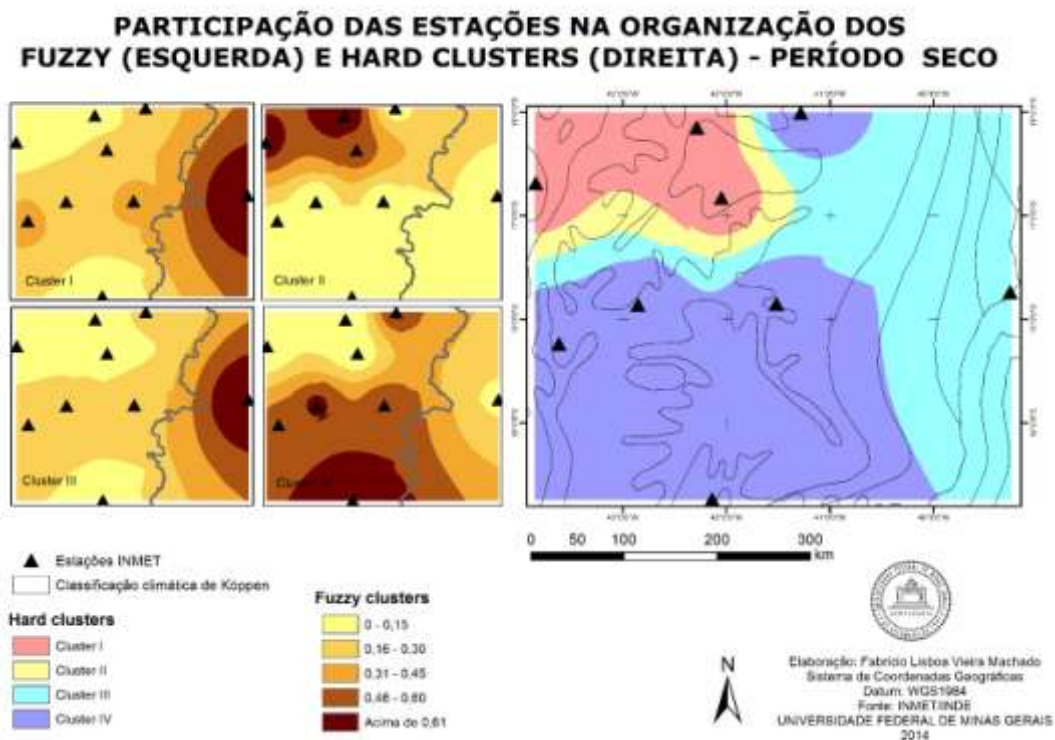 PARTICIPAÇÃO DAS ESTAÇÕES NA ORGANIZAÇÃO DOS
FUZZY (ESQUERDA) E HARD CLUSTERS (DIREITA) - PERÍODO SECO
Cluster I
Cluster II
Cluster III
0 50 100 200 300
km
Estações INMET
Classificação climática de Köppen
Hard clusters
Cluster I
Cluster II
Cluster III
Cluster IV
Fuzzy clusters
0 - 0,15
0,16 - 0,30
0,31 - 0,45
0,46 - 0,60
Acima de 0,61
N
Elaboração: Fabrício Lisboa Vieira Machado
Sistema de Coordenadas Geográficas
Datum: WGS1984
Fonte: INMET/INDE
UNIVERSIDADE FEDERAL DE MINAS GERAIS
2014